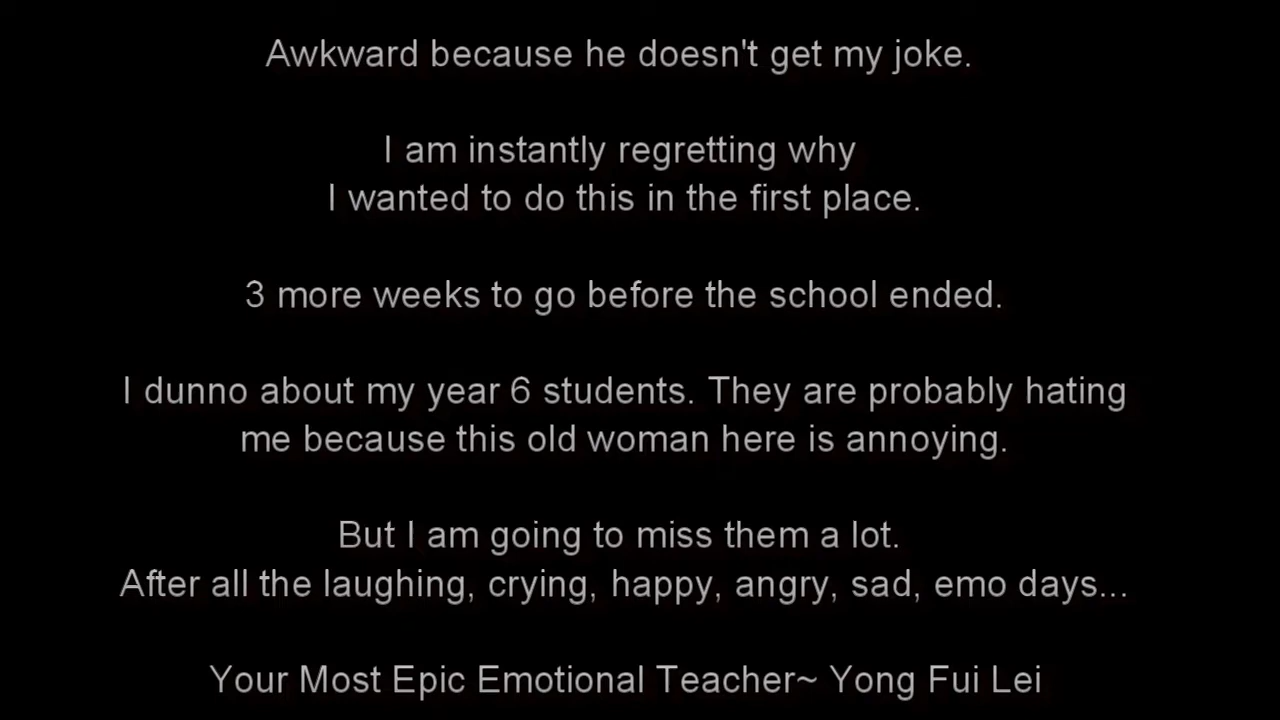 Awkward because he doesn't get my joke.
I am instantly regretting why
I wanted to do this in the first place.
3 more weeks to go before the school ended.
I dunno about my year 6 students. They are probably hating
me because this old woman here is annoying.
But I am going to miss them a lot.
After all the laughing, crying, happy, angry, sad, emo days...
Your Most Epic Emotional Teacher~ Yong Fui Lei